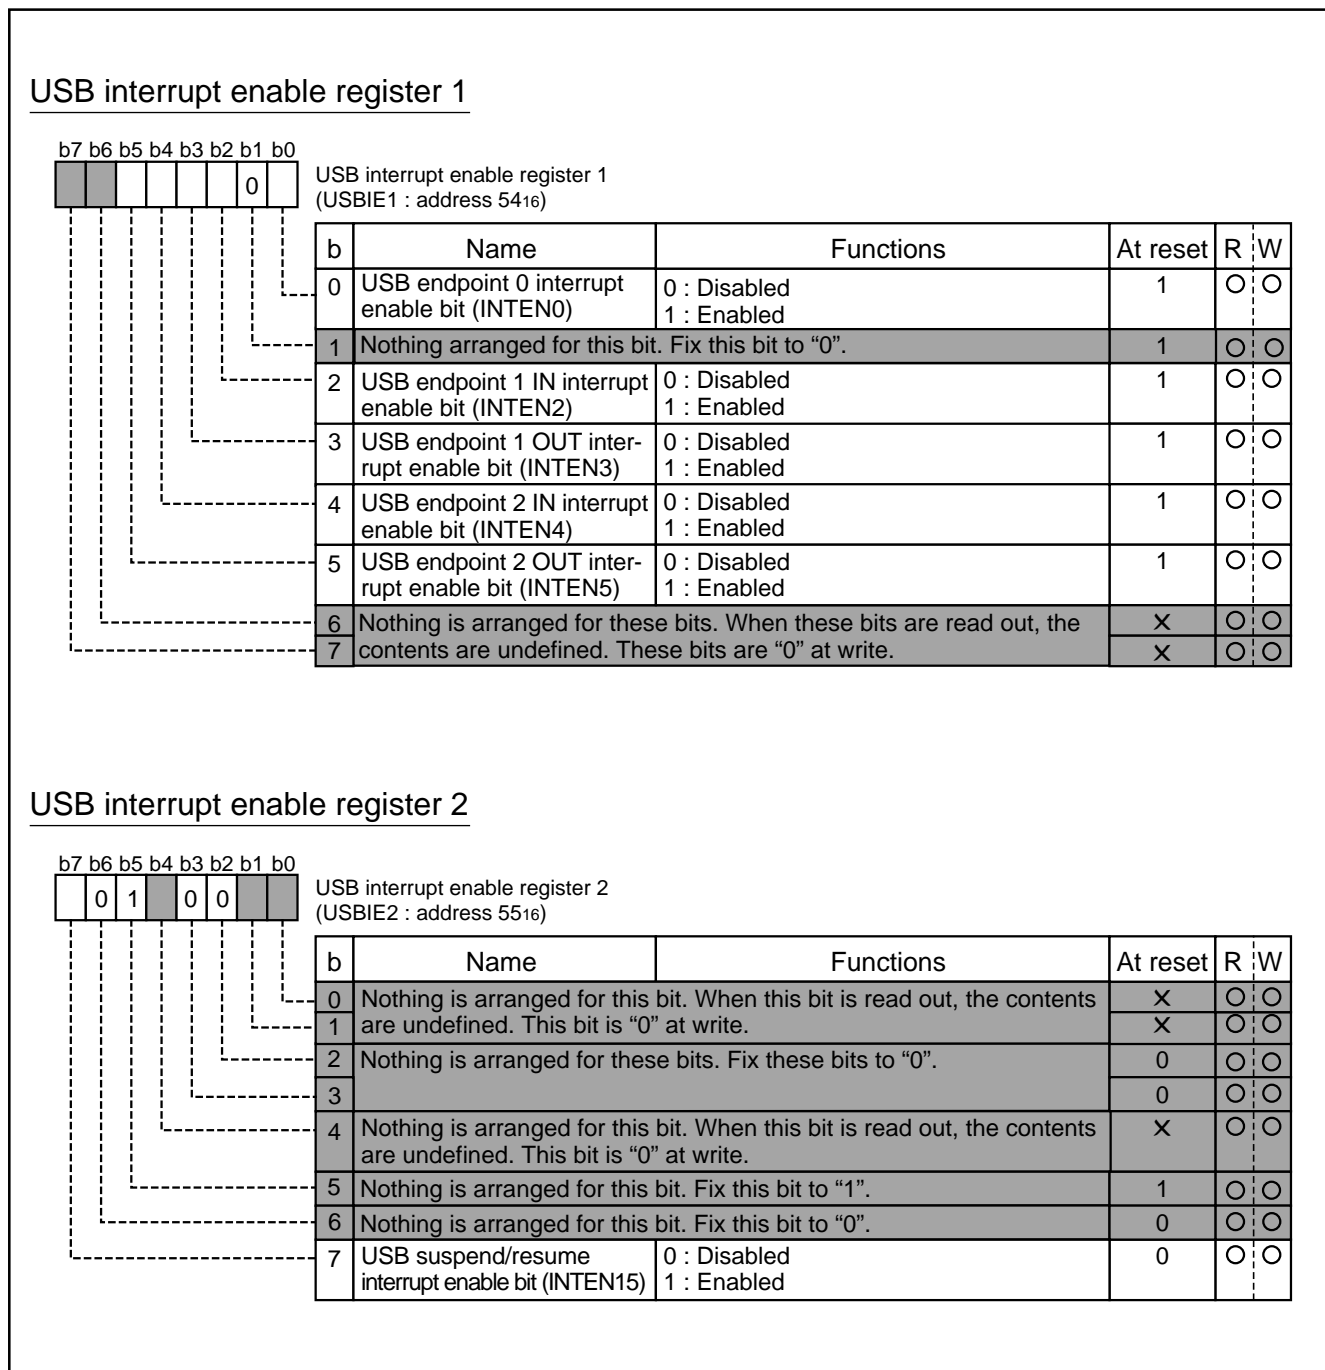 USB interrupt enable register 1
b7 b6 b5 b4 b3 b2 b1 b0
0
USB interrupt enable register 1
(USBIE1 : address 5416)
b Name Functions At reset R W
0 USB endpoint 0 interrupt 0 : Disabled 1
enable bit (INTEN0) 1 : Enabled
1 Nothing arranged for this bit. Fix this bit to “0”. 1
2 USB endpoint 1 IN interrupt 0 : Disabled 1
enable bit (INTEN2) 1 : Enabled
3 USB endpoint 1 OUT inter- 0 : Disabled 1
rupt enable bit (INTEN3) 1 : Enabled
4 USB endpoint 2 IN interrupt 0 : Disabled 1
enable bit (INTEN4) 1 : Enabled
5 USB endpoint 2 OUT inter- 0 : Disabled 1
rupt enable bit (INTEN5) 1 : Enabled
6 Nothing is arranged for these bits. When these bits are read out, the ✕
7 contents are undefined. These bits are “0” at write. ✕
USB interrupt enable register 2
b7 b6 b5 b4 b3 b2 b1 b0
0 1 0 0
USB interrupt enable register 2
(USBIE2 : address 5516)
b Name Functions At reset R W
0 Nothing is arranged for this bit. When this bit is read out, the contents ✕
1 are undefined. This bit is “0” at write. ✕
2 Nothing is arranged for these bits. Fix these bits to “0”. 0
3 0
4 Nothing is arranged for this bit. When this bit is read out, the contents ✕
are undefined. This bit is “0” at write.
5 Nothing is arranged for this bit. Fix this bit to “1”. 1
6 Nothing is arranged for this bit. Fix this bit to “0”. 0
7 USB suspend/resume 0 : Disabled 0
interrupt enable bit (INTEN15) 1 : Enabled